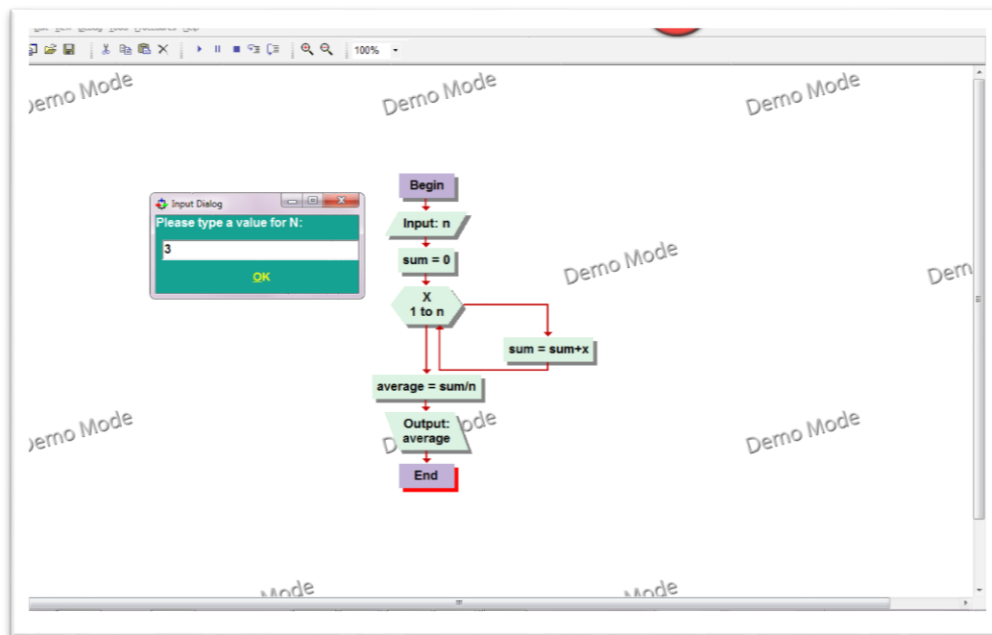 100%
Demo Mode
Demo Mode
Demo Mode
Begin
Input Dialog
Please type a value for N:
3
OK
Input: n
sum = 0
Demo Mode
X
1 to n
sum = sum+x
average = sum/n
Output:
average
Demo Mode
Demo Mode
End